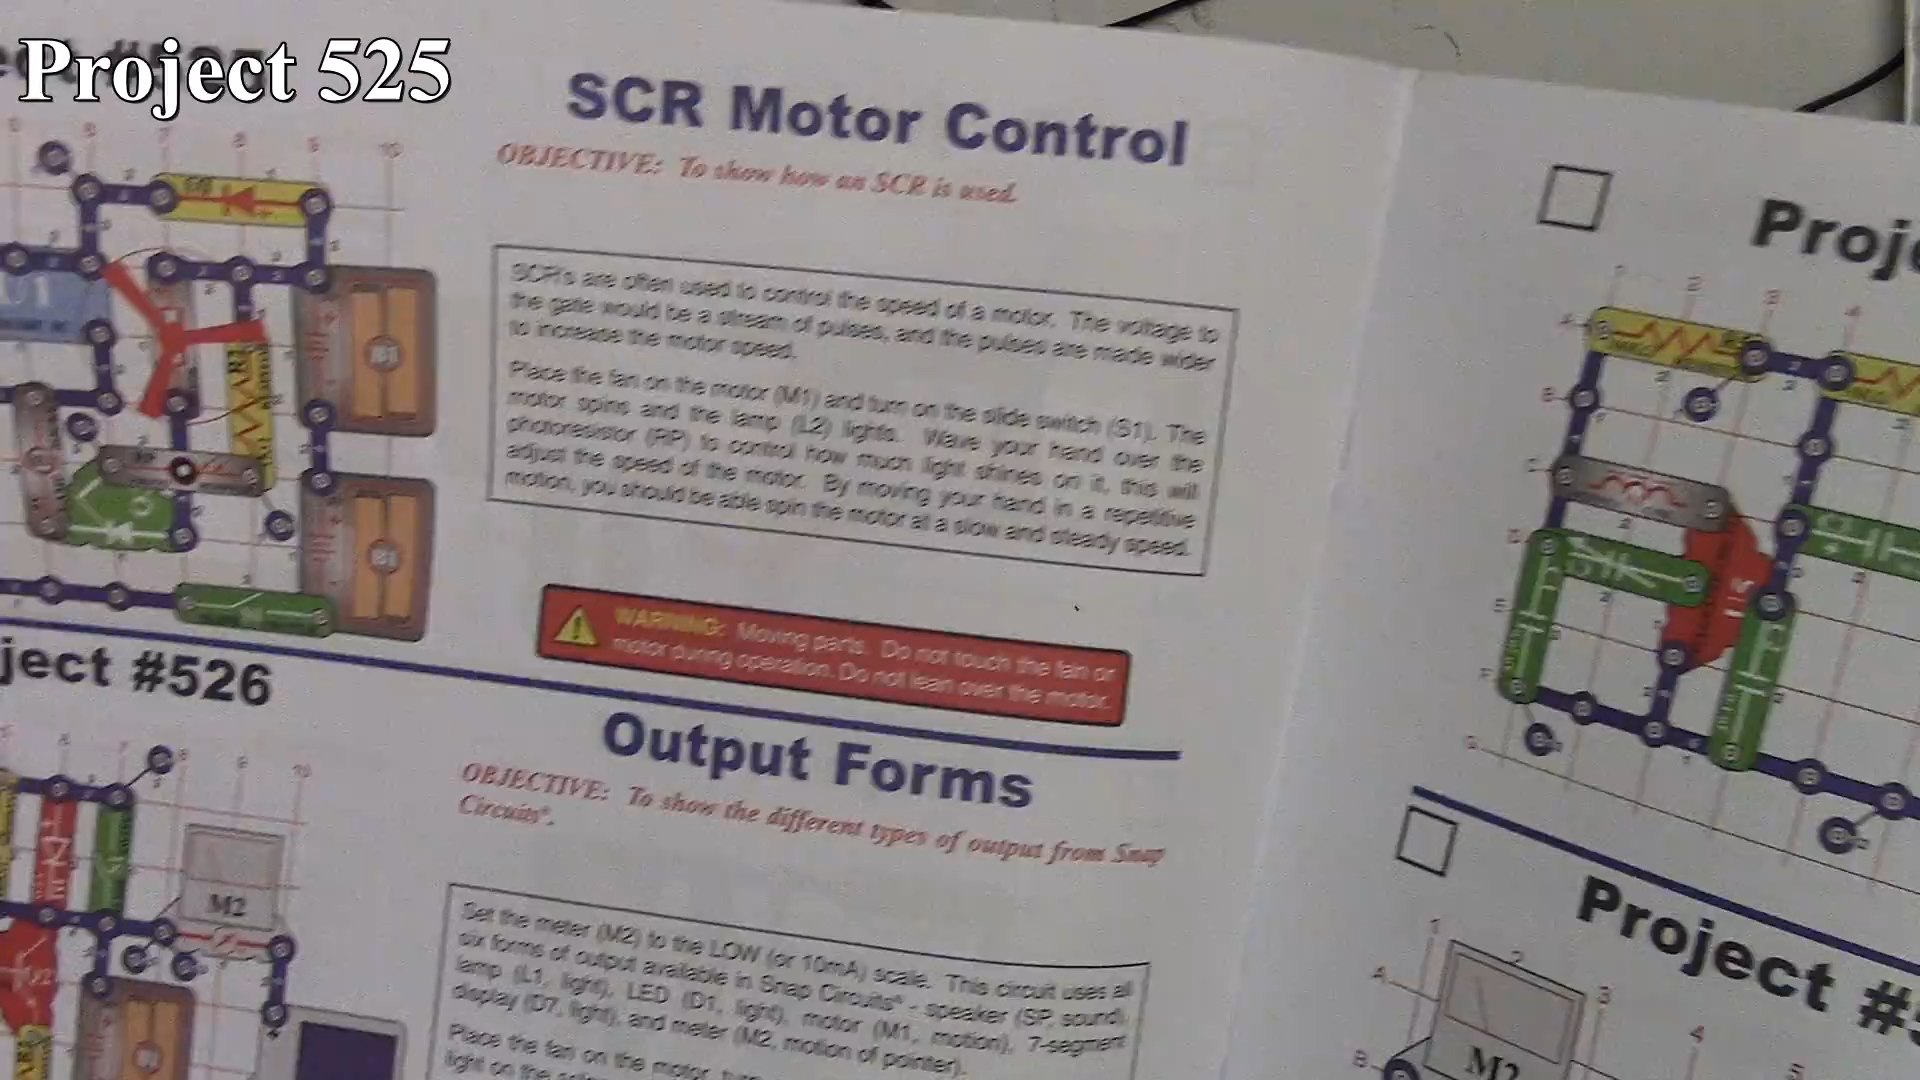 Project 525
SCR Motor Control
OBJECTIVE: To show how an SCR is used.
SCR's are often used to control the speed of a motor. The voltage to
the gate would be a stream of pulses, and the pulses are made wider
to increase the motor speed.
Place the fan on the motor (M1) and turn on the slide switch (S1). The
motor spins and the lamp (L2) lights. Wave your hand over the
photoresistor (RP) to control how much light shines on it, this will
adjust the speed of the motor. By moving your hand in a repetitive
motion, you should be able spin the motor at a slow and steady speed.
WARNING: Moving parts. Do not touch the fan or
motor during operation. Do not lean over the motor.
ject #526
Output Forms
OBJECTIVE: To show the different types of output from Snap
Circuits®.
Set the meter (M2) to the LOW (or 10mA) scale. This circuit uses all
six forms of output available in Snap Circuits® - speaker (SP, sound),
lamp (L1, light), LED (D1, light), motor (M1, motion), 7-segment
display (D7, light), and meter (M2, motion of pointer).
Place the fan on the motor,
light on the
M2
B1
B1
Proje
Project #5
M2